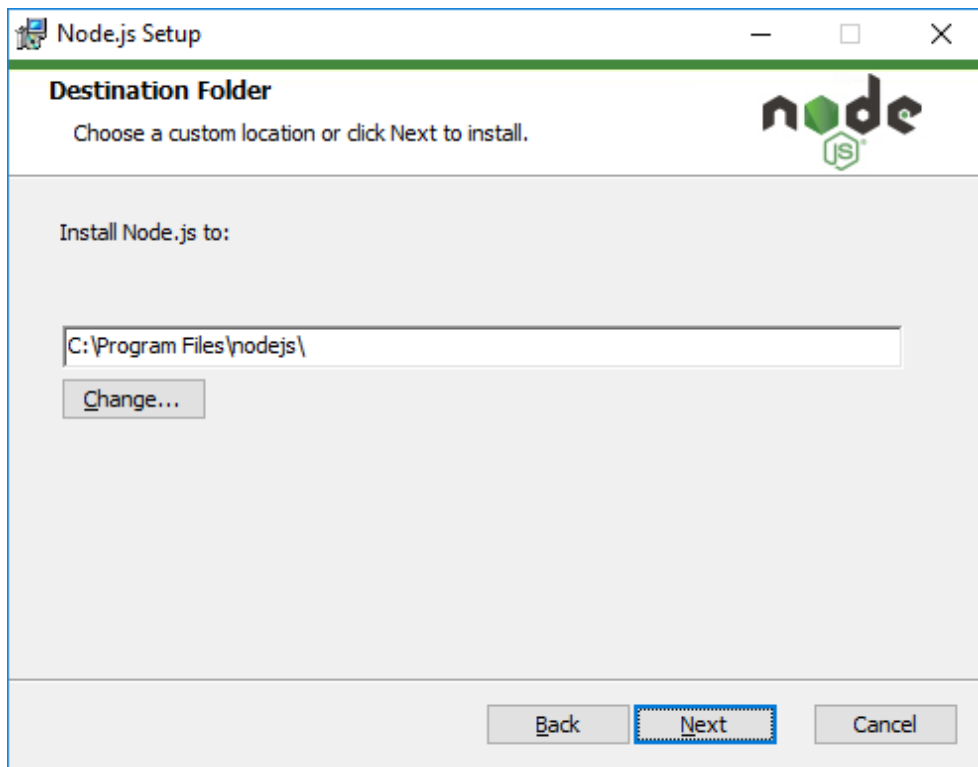 Node.js Setup
Destination Folder
Choose a custom location or click Next to install.
node
JS
Install Node.js to:
C:\Program Files\nodejs\
Change...
Back
Next
Cancel